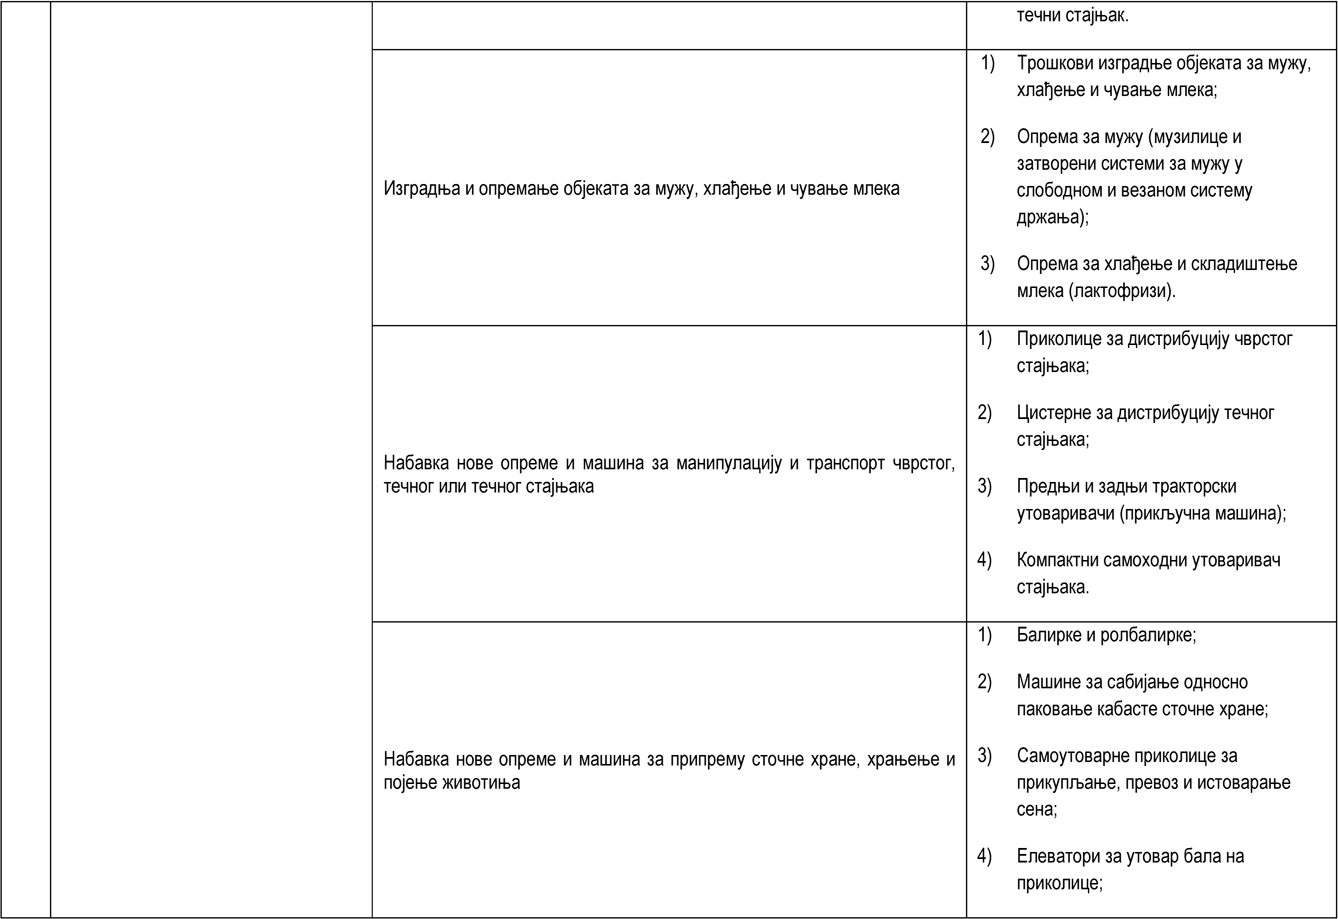 течни стајњак.
Изградња и опремање објеката за мужу, хлађење и чување млека
1) Трошкови изградње објеката за мужу,
хлађење и чување млека;
2) Опрема за мужу (музилице и
затворени системи за мужу у
слободном и везаном систему
држања);
3) Опрема за хлађење и складиштење
млека (лактофризи).
Набавка нове опреме и машина за манипулацију и транспорт чврстог,
течног или течног стајњака
1) Приколице за дистрибуцију чврстог
стајњака;
2) Цистерне за дистрибуцију течног
стајњака;
3) Предњи и задњи тракторски
утоваривачи (прикључна машина);
4) Компактни самоходни утоваривач
стајњака.
Набавка нове опреме и машина за припрему сточне хране, храњење и
појење животиња
1) Балирке и ролбалирке;
2) Машине за сабијање односно
паковање кабасте сточне хране;
3) Самоутоварне приколице за
прикупљање, превоз и истоварање
сена;
4) Елеватори за утовар бала на
приколице;